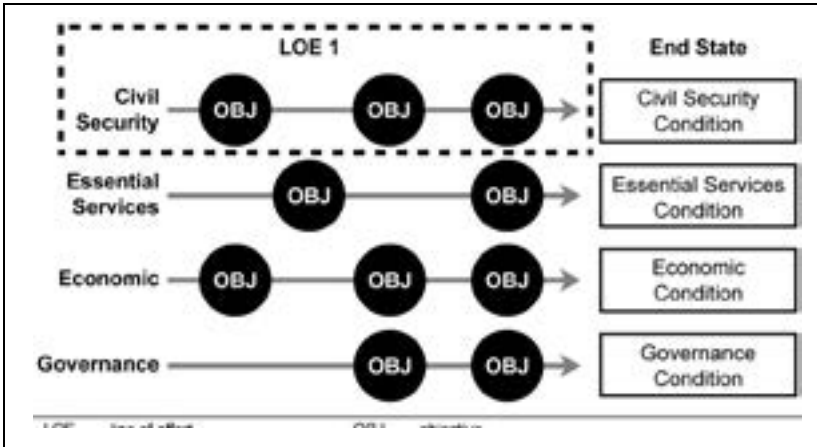 LOE 1
End State
Civil
Security
OBJ
OBJ
OBJ
Civil Security
Condition
Essential
Services
OBJ
OBJ
Essential Services
Condition
Economic
OBJ
OBJ
OBJ
Economic
Condition
Governance
OBJ
OBJ
Governance
Condition